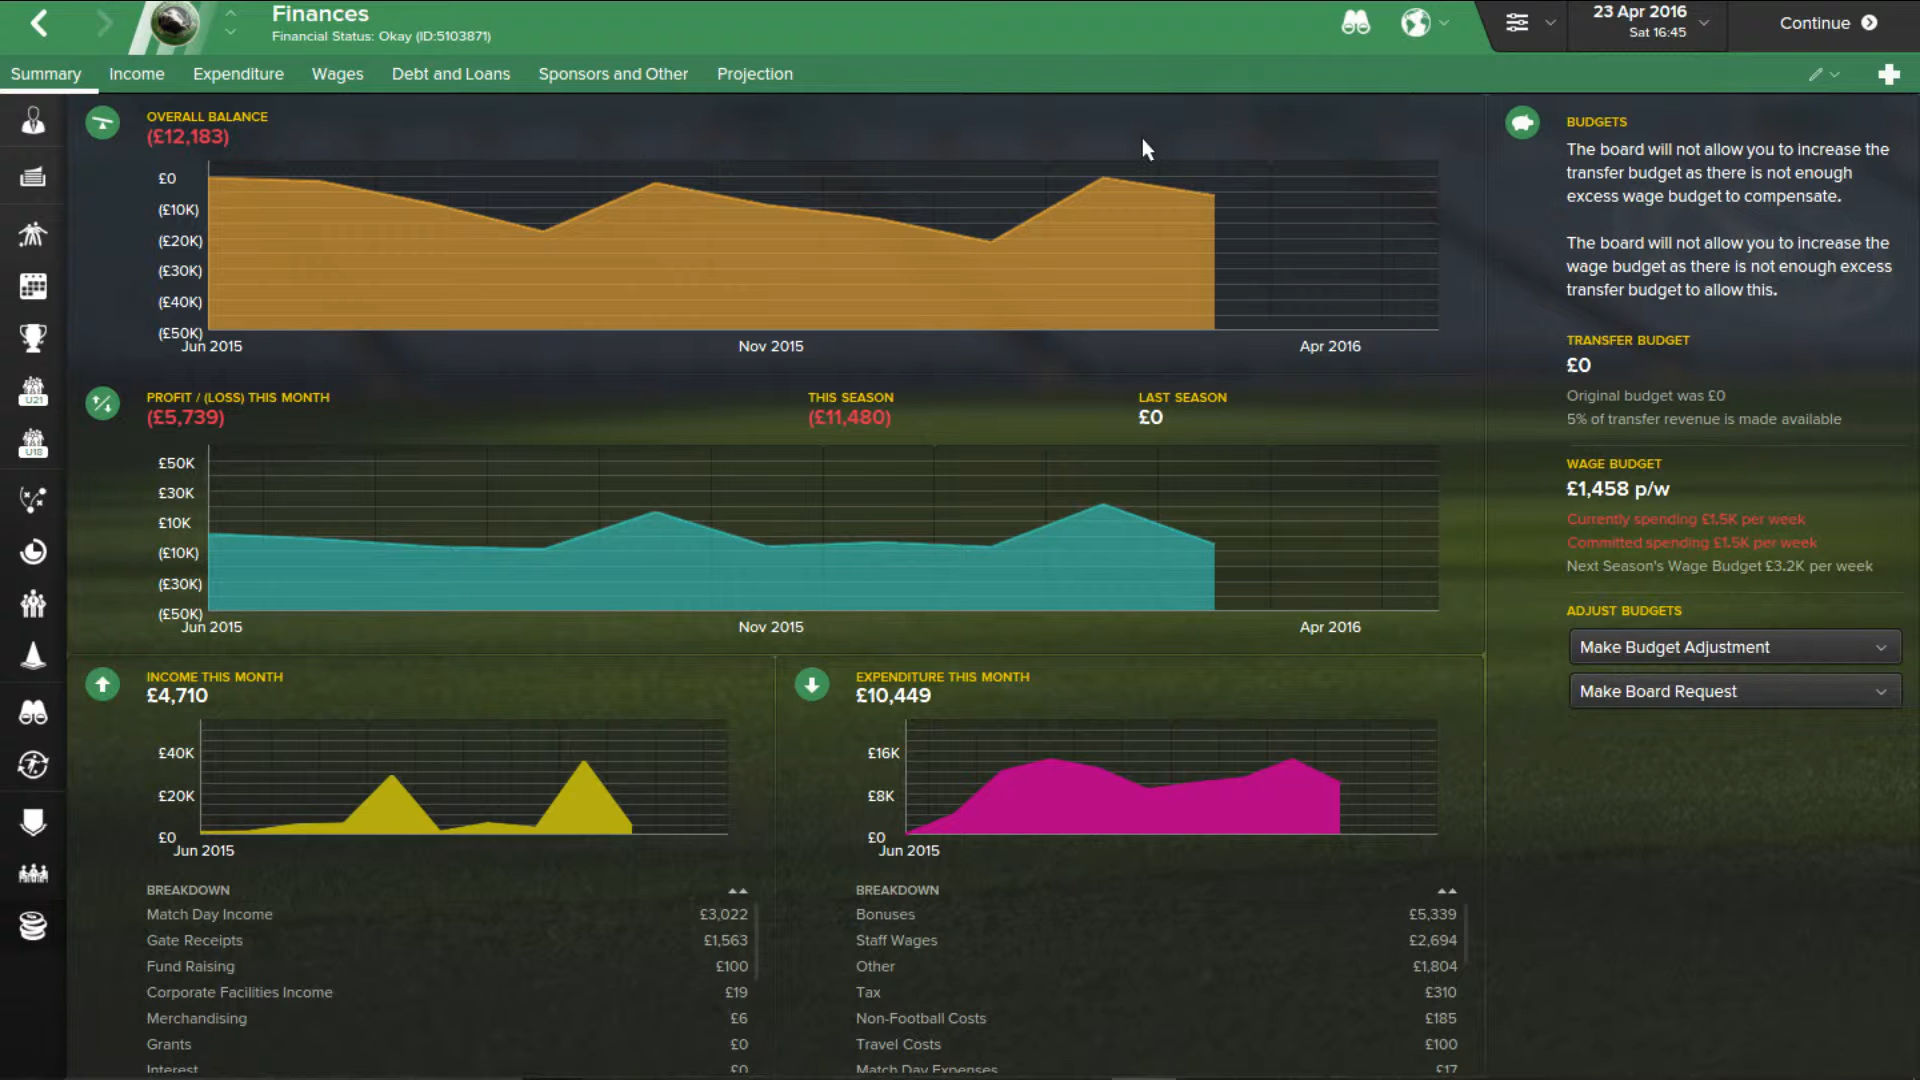 Finances
Financial Status: Okay (ID:5103871)
23 Apr 2016
Sat 16:45
Continue
Summary
Income
Expenditure
Wages
Debt and Loans
Sponsors and Other
Projection
OVERALL BALANCE
(£12,183)
£0
(£10K)
(£20K)
(£30K)
(£40K)
(£50K)
Jun 2015
Nov 2015
Apr 2016
PROFIT / (LOSS) THIS MONTH
(£5,739)
THIS SEASON
(£11,480)
LAST SEASON
£0
£50K
£30K
£10K
(£10K)
(£30K)
(£50K)
Jun 2015
Nov 2015
Apr 2016
INCOME THIS MONTH
£4,710
£40K
£20K
£0
Jun 2015
BREAKDOWN
Match Day Income £3,022
Gate Receipts £1,563
Fund Raising £100
Corporate Facilities Income £19
Merchandising £6
Grants £0
Interest £0
EXPENDITURE THIS MONTH
£10,449
£16K
£8K
£0
Jun 2015
BREAKDOWN
Bonuses £5,339
Staff Wages £2,694
Other £1,804
Tax £310
Non-Football Costs £185
Travel Costs £100
Match Day Expenses £17
BUDGETS
The board will not allow you to increase the
transfer budget as there is not enough
excess wage budget to compensate.
The board will not allow you to increase the
wage budget as there is not enough excess
transfer budget to allow this.
TRANSFER BUDGET
£0
Original budget was £0
5% of transfer revenue is made available
WAGE BUDGET
£1,458 p/w
Currently spending £1.5K per week
Committed spending £1.5K per week
Next Season's Wage Budget £3.2K per week
ADJUST BUDGETS
Make Budget Adjustment
Make Board Request
U21
U18